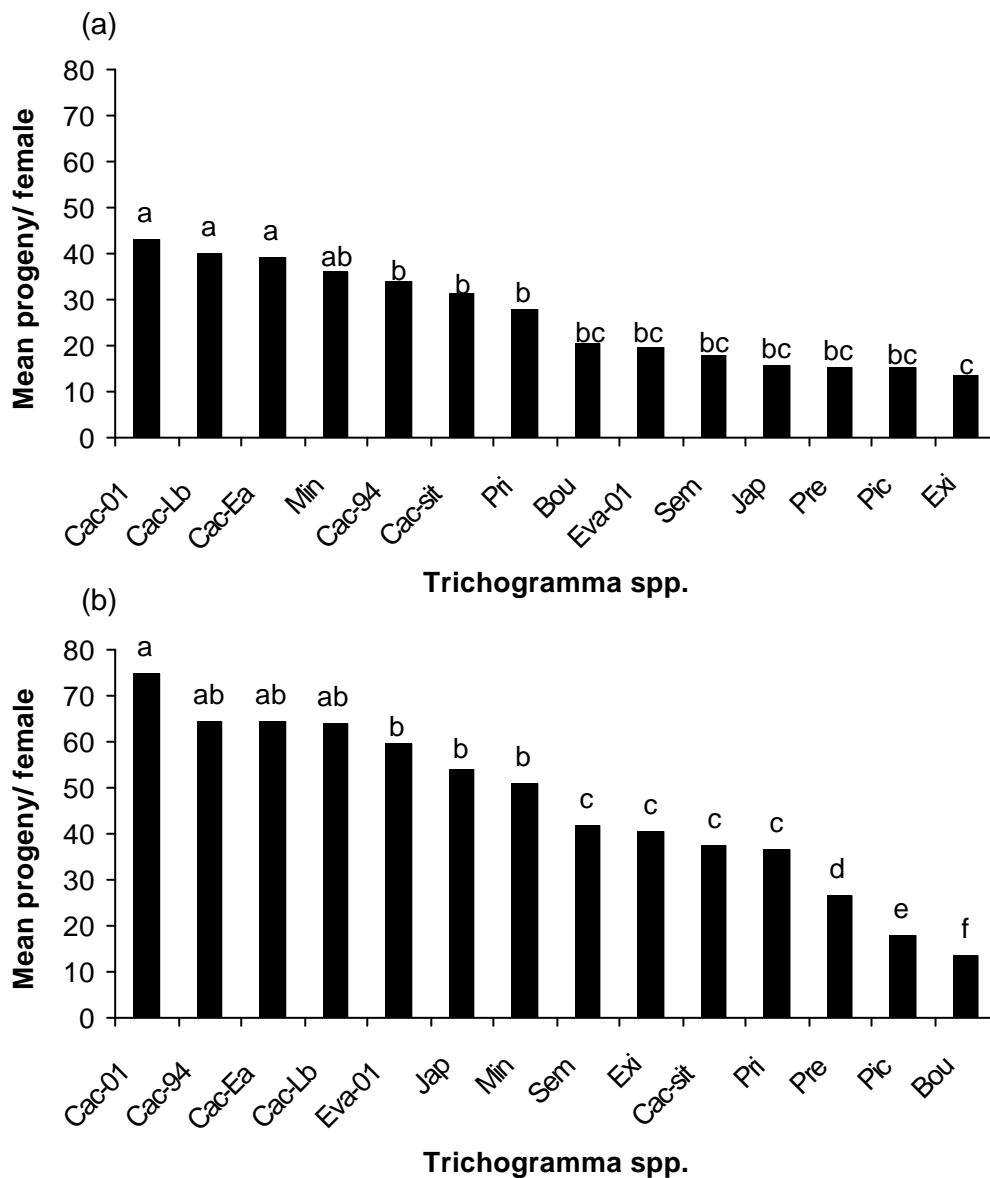 (a)
80
70
60
50
40
30
20
10
0
Mean progeny/ female
a
a
a
ab
b
b
b
bc
bc
bc
bc
bc
bc
c
Cac-01
Cac-Lb
Cac-Ea
Min
Cac-94
Cac-sit
Pri
Bou
Eva-01
Sem
Jap
Pre
Pic
Exi
Trichogramma spp.
(b)
80
70
60
50
40
30
20
10
0
Mean progeny/ female
a
ab
ab
ab
b
b
b
c
c
c
c
d
e
f
Cac-01
Cac-94
Cac-Ea
Cac-Lb
Eva-01
Jap
Min
Sem
Exi
Cac-sit
Pri
Pre
Pic
Bou
Trichogramma spp.